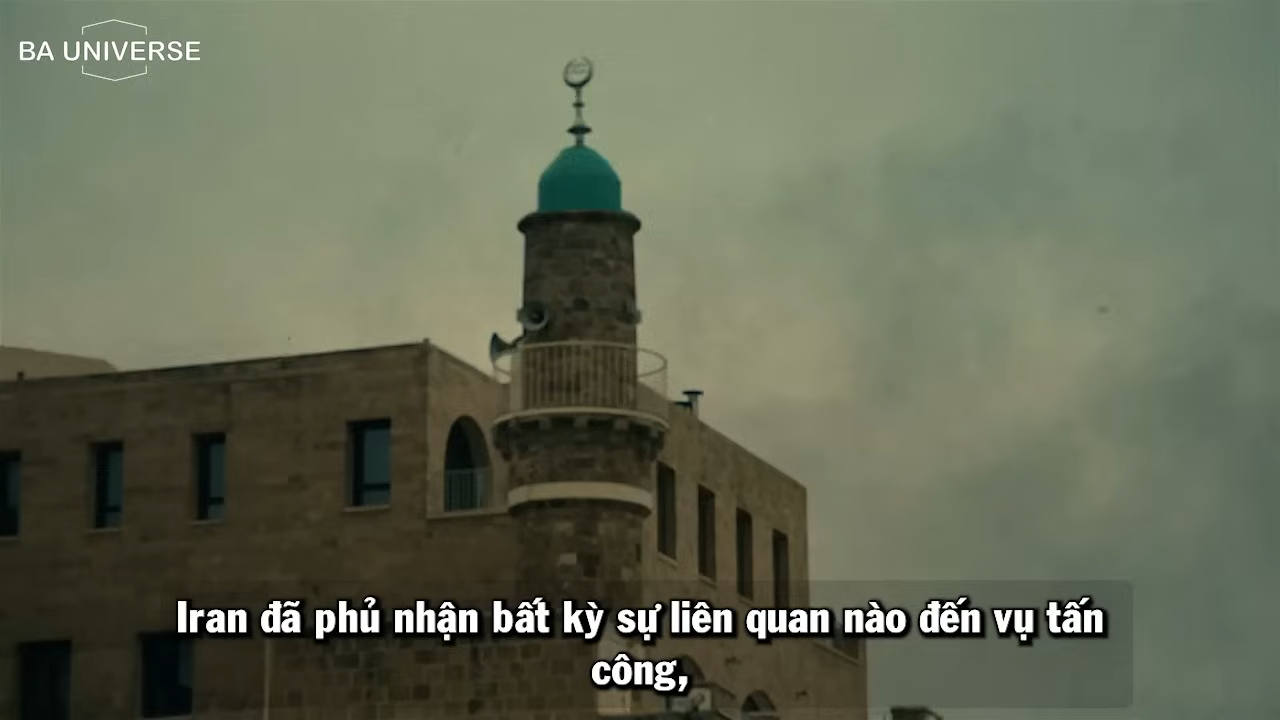 BA UNIVERSE
Iran đã phủ nhận bất kỳ sự liên quan nào đến vụ tấn
công,